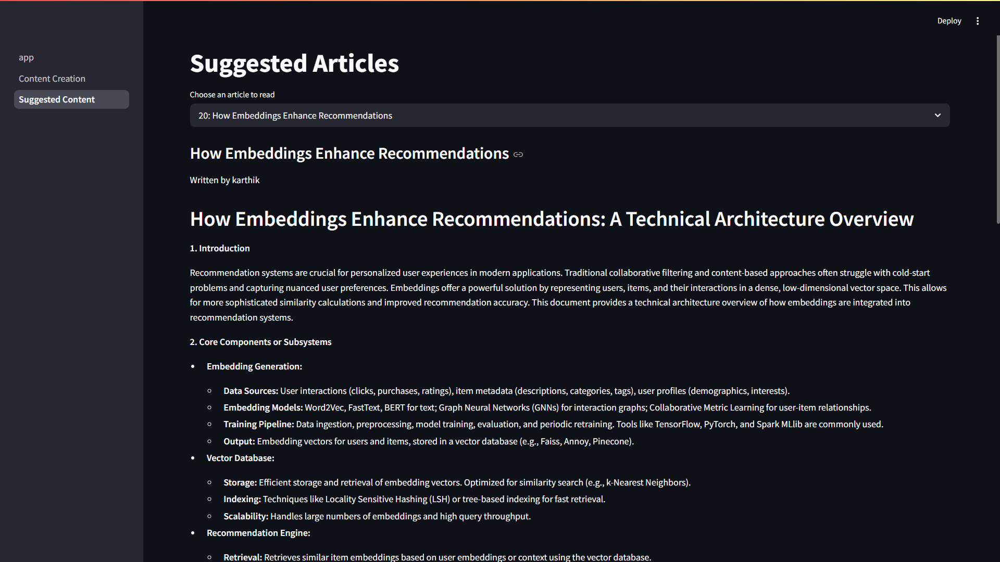 Deploy
app
Content Creation
Suggested Content
Suggested Articles
Choose an article to read
20: How Embeddings Enhance Recommendations
How Embeddings Enhance Recommendations
Written by karthik
How Embeddings Enhance Recommendations: A Technical Architecture Overview
1. Introduction
Recommendation systems are crucial for personalized user experiences in modern applications. Traditional collaborative filtering and content-based approaches often struggle with cold-start
problems and capturing nuanced user preferences. Embeddings offer a powerful solution by representing users, items, and their interactions in a dense, low-dimensional vector space. This allows
for more sophisticated similarity calculations and improved recommendation accuracy. This document provides a technical architecture overview of how embeddings are integrated into
recommendation systems.
2. Core Components or Subsystems
• Embedding Generation:
○ Data Sources: User interactions (clicks, purchases, ratings), item metadata (descriptions, categories, tags), user profiles (demographics, interests).
○ Embedding Models: Word2Vec, FastText, BERT for text; Graph Neural Networks (GNNs) for interaction graphs; Collaborative Metric Learning for user-item relationships.
○ Training Pipeline: Data ingestion, preprocessing, model training, evaluation, and periodic retraining. Tools like TensorFlow, PyTorch, and Spark MLlib are commonly used.
○ Output: Embedding vectors for users and items, stored in a vector database (e.g., Faiss, Annoy, Pinecone).
• Vector Database:
○ Storage: Efficient storage and retrieval of embedding vectors. Optimized for similarity search (e.g., k-Nearest Neighbors).
○ Indexing: Techniques like Locality Sensitive Hashing (LSH) or tree-based indexing for fast retrieval.
○ Scalability: Handles large numbers of embeddings and high query throughput.
• Recommendation Engine:
○ Retrieval: Retrieves similar item embeddings based on user embeddings or context using the vector database.